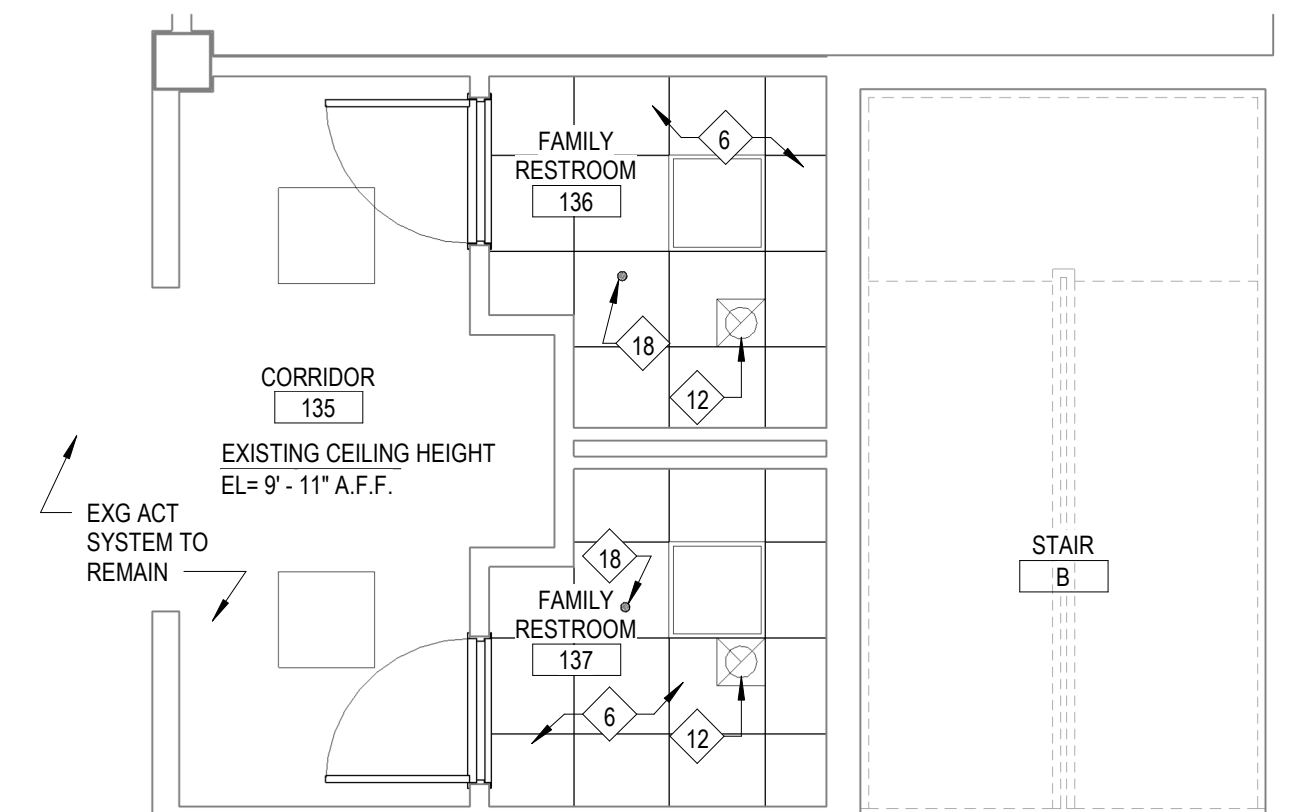 FAMILY
RESTROOM
136
6
18
12
CORRIDOR
135
EXISTING CEILING HEIGHT
EL= 9' - 11" A.F.F.
EXG ACT
SYSTEM TO
REMAIN
18
FAMILY
RESTROOM
137
6
12
STAIR
B